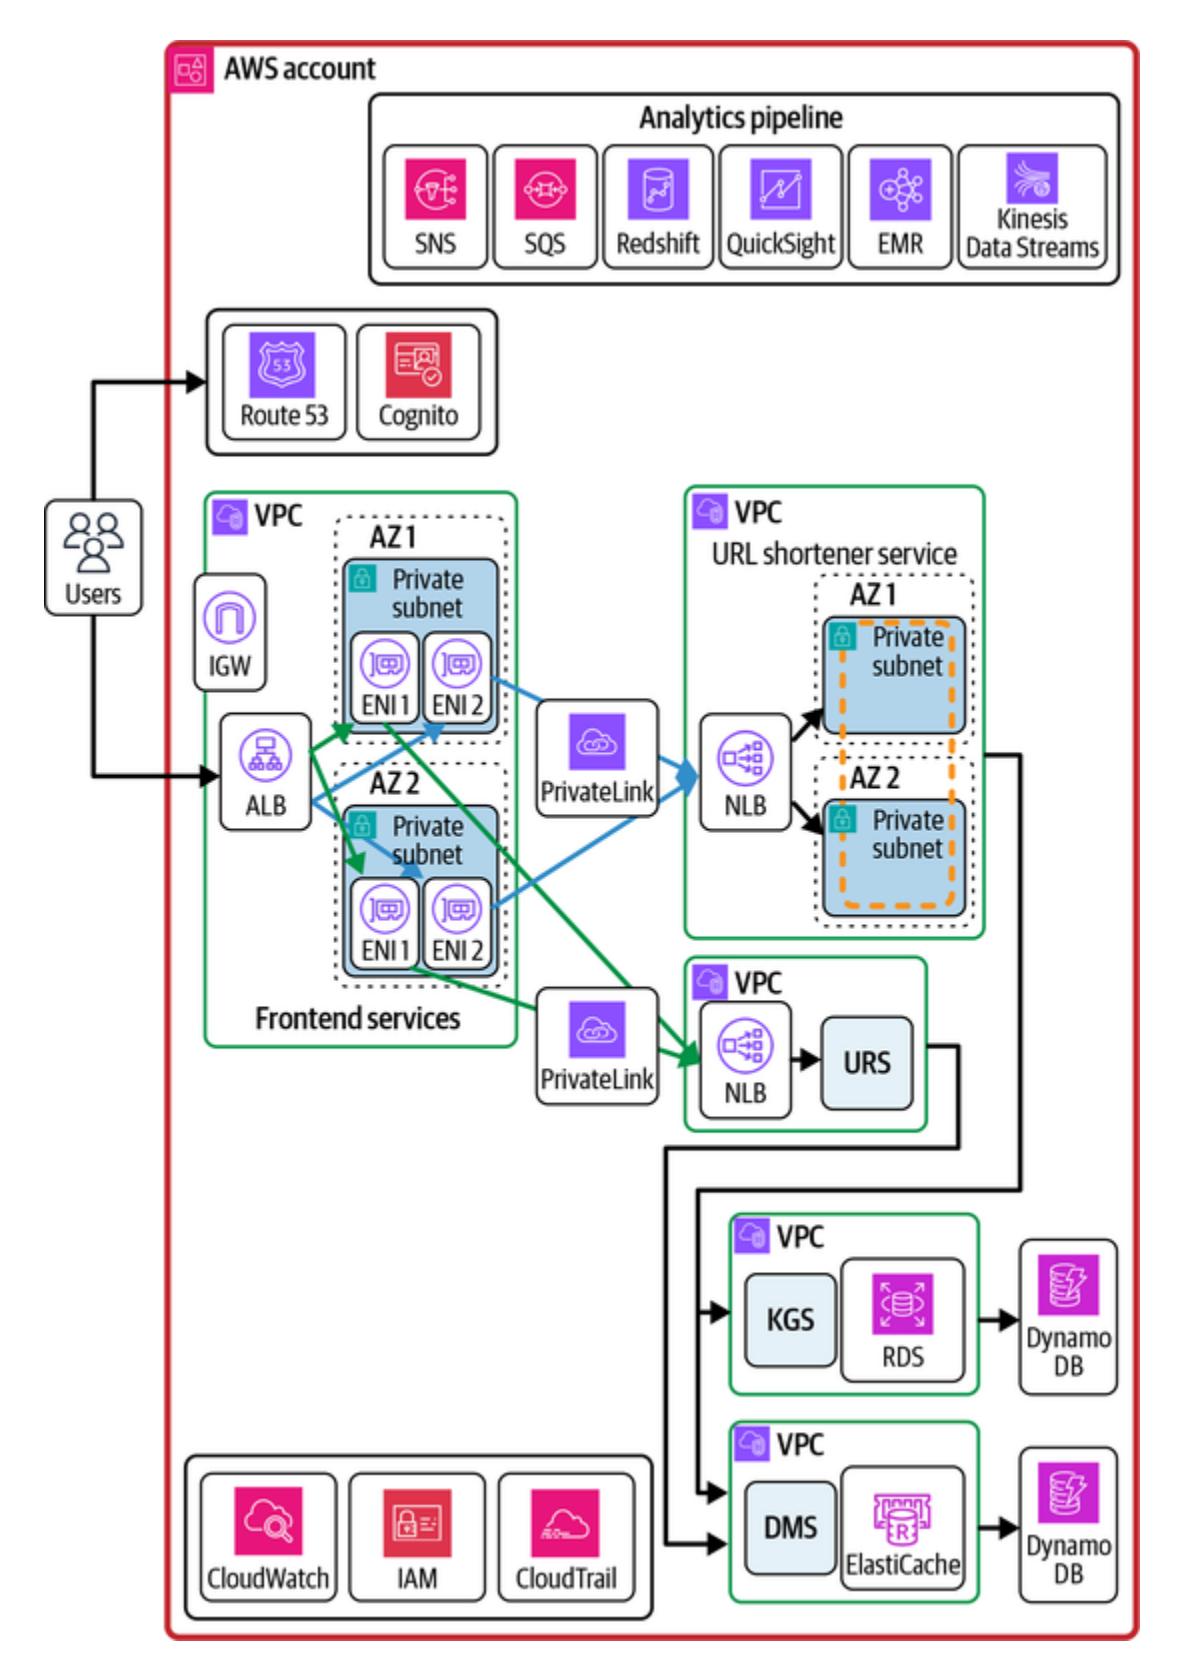 AWS account
Analytics pipeline
SNS
SQS
Redshift
QuickSight
EMR
Kinesis
Data Streams
53
Route 53
Cognito
Users
VPC
AZ 1
Private
subnet
ENI 1
ENI 2
IGW
ALB
AZ 2
Private
subnet
ENI 1
ENI 2
Frontend services
PrivateLink
PrivateLink
VPC
URL shortener service
AZ 1
Private
subnet
NLB
AZ 2
Private
subnet
VPC
NLB
URS
VPC
KGS
RDS
Dynamo
DB
VPC
DMS
R
ElastiCache
Dynamo
DB
CloudWatch
IAM
CloudTrail